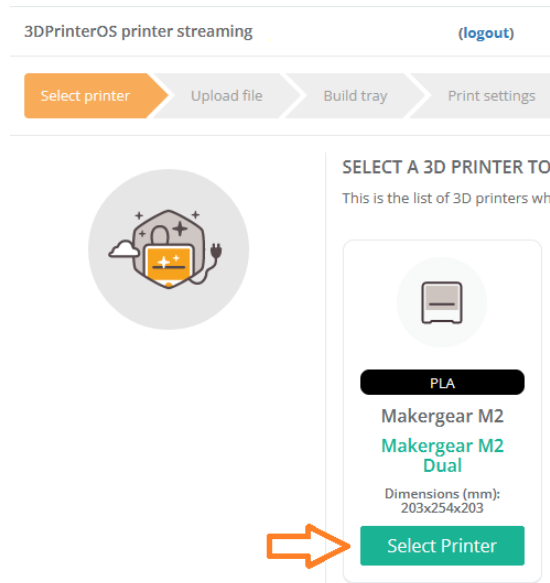 3DPrinterOS printer streaming
(logout)
Select printer
Upload file
Build tray
Print settings
SELECT A 3D PRINTER TO
This is the list of 3D printers wh
PLA
Makergear M2
Makergear M2
Dual
Dimensions (mm):
203x254x203
Select Printer